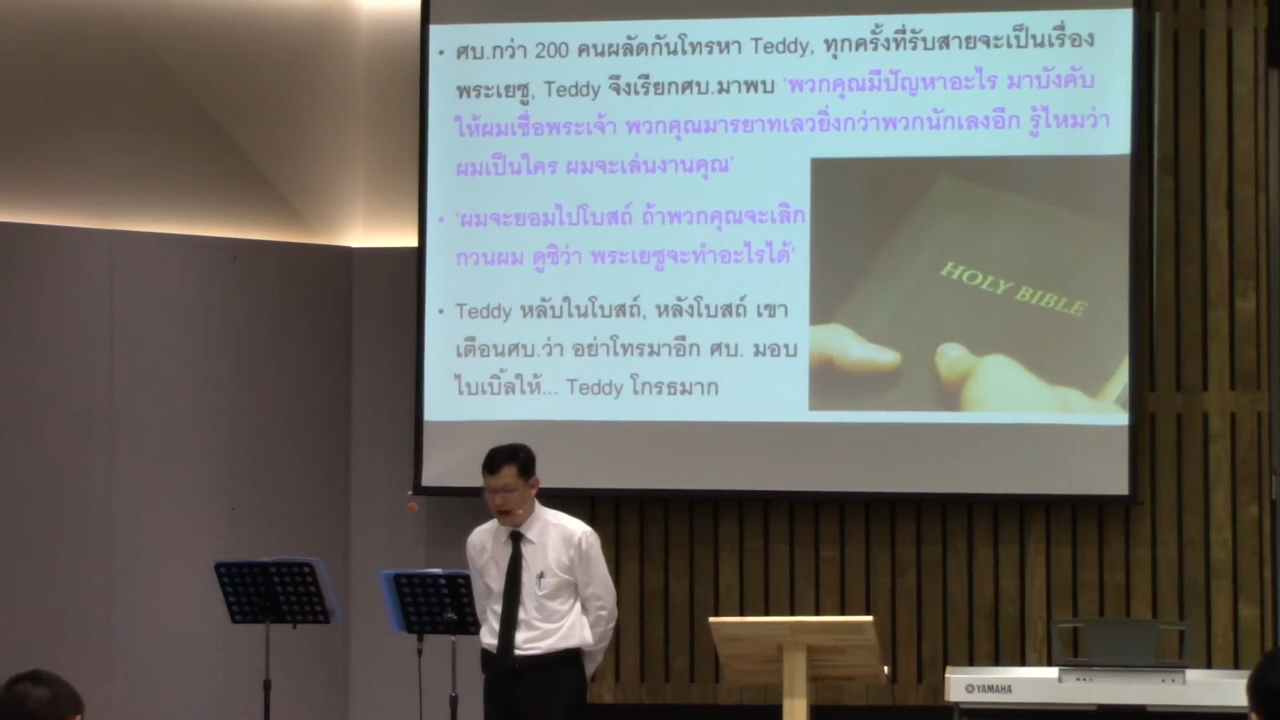 • ศบ.กว่า 200 คนผลัดกันโทรหา Teddy, ทุกครั้งที่รับสายจะเป็นเรื่อง
พระเยซู, Teddy จึงเรียกศบ.มาพบ 'พวกคุณมีปัญหาอะไร มาบังคับ
ให้ผมเชื่อพระเจ้า พวกคุณมารยาทเลวยิ่งกว่าพวกนักเลงอีก รู้ไหมว่า
ผมเป็นใคร ผมจะเล่นงานคุณ'
• 'ผมจะยอมไปโบสถ์ ถ้าพวกคุณจะเลิก
กวนผม ดูซิว่า พระเยซูจะทำอะไรได้'
• Teddy หลับในโบสถ์, หลังโบสถ์ เขา
เตือนศบ.ว่า อย่าโทรมาอีก ศบ. มอบ
ไบเบิ้ลให้... Teddy โกรธมาก
HOLY BIBLE
YAMAHA